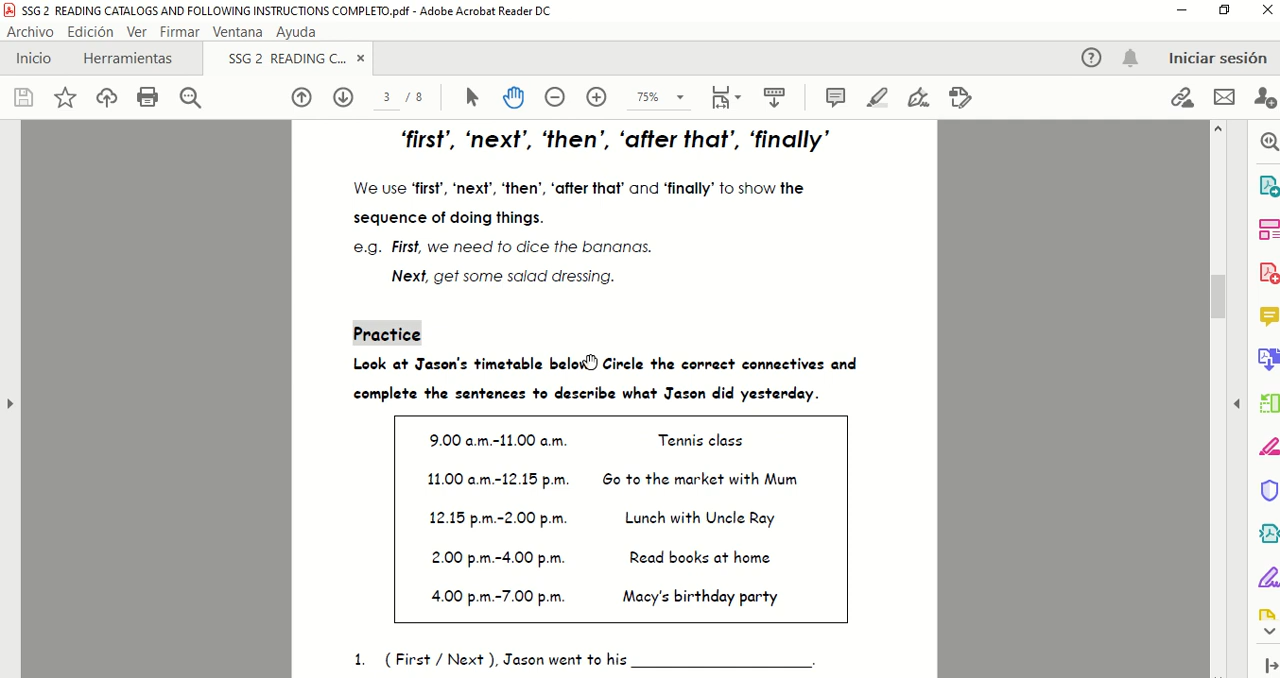 SSG 2 READING CATALOGS AND FOLLOWING INSTRUCTIONS COMPLETO.pdf - Adobe Acrobat Reader DC
Archivo Edición Ver Firmar Ventana Ayuda
Inicio Herramientas SSG 2 READING C... × Iniciar sesión
3 / 8 75%
‘first’, ‘next’, ‘then’, ‘after that’, ‘finally’
We use ‘first’, ‘next’, ‘then’, ‘after that’ and ‘finally’ to show the
sequence of doing things.
e.g. First, we need to dice the bananas.
Next, get some salad dressing.
Practice
Look at Jason's timetable below. Circle the correct connectives and
complete the sentences to describe what Jason did yesterday.
9.00 a.m.-11.00 a.m. Tennis class
11.00 a.m.-12.15 p.m. Go to the market with Mum
12.15 p.m.-2.00 p.m. Lunch with Uncle Ray
2.00 p.m.-4.00 p.m. Read books at home
4.00 p.m.-7.00 p.m. Macy's birthday party
1. ( First / Next ), Jason went to his ____________________.